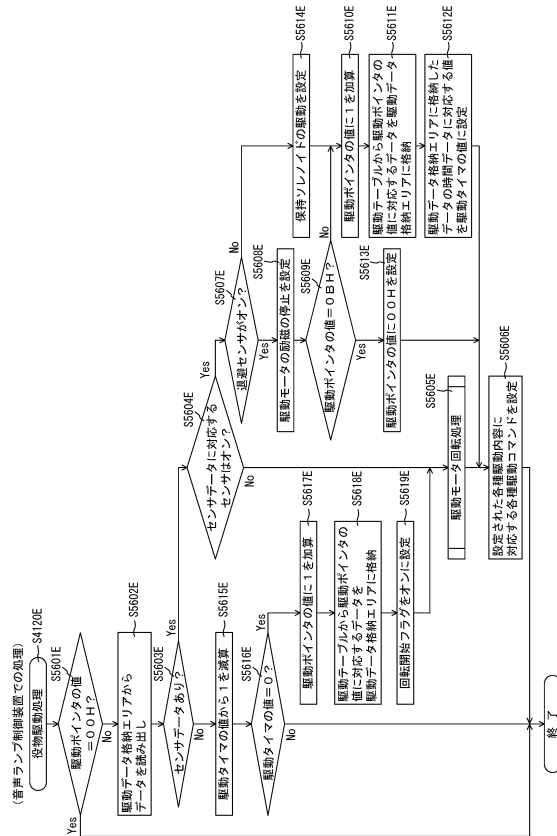 (音声ランプ制御装置での処理)
役物駆動処理
S4120E
S5601E
駆動ポインタの値
=00H?
Yes
No
S5602E
駆動データ格納エリアから
データを読み出し
S5603E
センサデータあり?
Yes
No
S5615E
駆動タイマの値から1を減算
S5616E
駆動タイマの値=0?
Yes
No
S5617E
駆動ポインタの値に1を加算
S5618E
駆動テーブルから駆動ポインタの
値に対応するデータを
駆動データ格納エリアに格納
S5619E
回転開始フラグをオンに設定
S5604E
センサデータに対応する
センサはオン?
Yes
No
S5607E
退避センサがオン?
No
Yes
S5608E
駆動モータの励磁の停止を設定
S5609E
駆動ポインタの値=0BH?
No
Yes
S5613E
駆動ポインタの値に00Hを設定
S5614E
保持ソレノイドの駆動を設定
S5610E
駆動ポインタの値に1を加算
S5611E
駆動テーブルから駆動ポインタの
値に対応するデータを駆動データ
格納エリアに格納
S5612E
駆動データ格納エリアに格納した
データの時間データに対応する値
を駆動タイマの値に設定
S5605E
駆動モータ回転処理
S5606E
設定された各種駆動内容に
対応する各種駆動コマンドを設定
終了